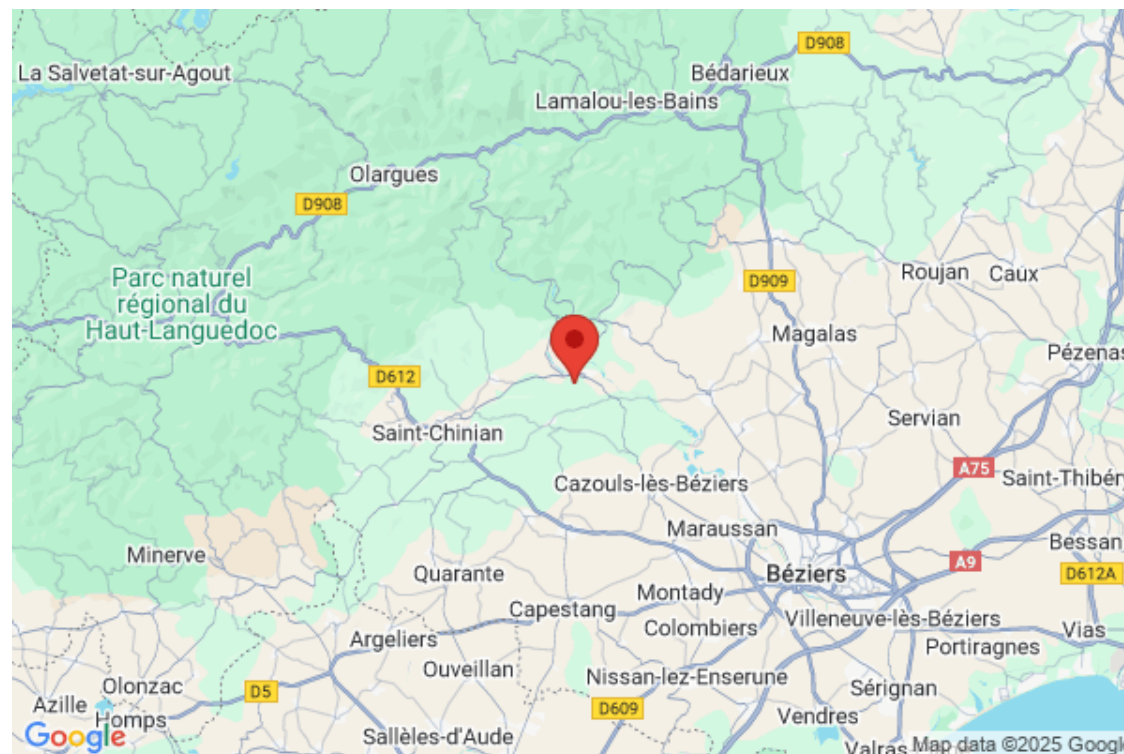 D908
La Salvetat-sur-Agout
Bédarieux
Lamalou-les-Bains
Olargues
D908
Parc naturel
régional du
Haut-Languedoc
D909
Roujan
Caux
Magalas
Pézenas
D612
Saint-Chinian
Servian
A75
Cazouls-lès-Béziers
Saint-Thibéry
Maraussan
Minerve
Bessan
A9
Quarante
Béziers
D612A
Montady
Capestang
Villeneuve-lès-Béziers
Colombiers
Vias
Argeliers
Portiragnes
Ouveillan
Nissan-lez-Enserune
Olonzac
D5
Sérignan
Azille
Homps
D609
Vendres
Google
Sallèles-d'Aude
Valras
Map data ©2025 Google